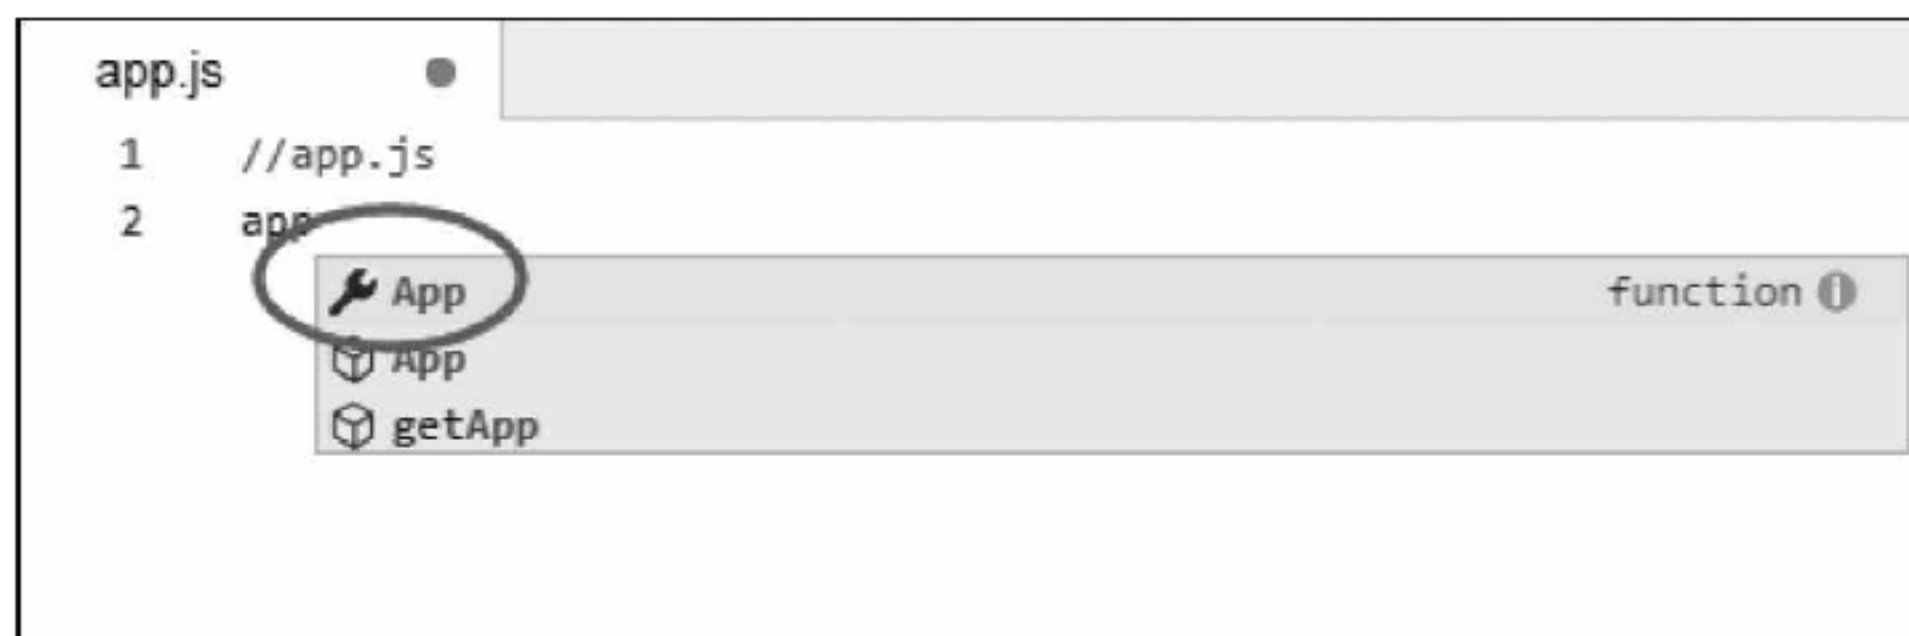 app.js
1 //app.js
2 app
App function
App
getApp